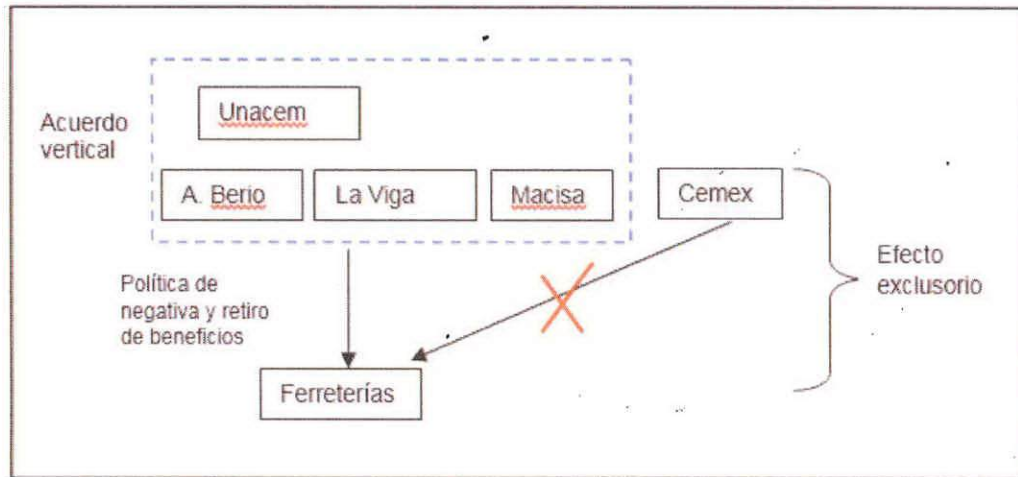 Unacem
Acuerdo
vertical
A. Berio
La Viga
Macisa
Cemex
Política de
negativa y retiro
de beneficios
Efecto
exclusorio
Ferreterías